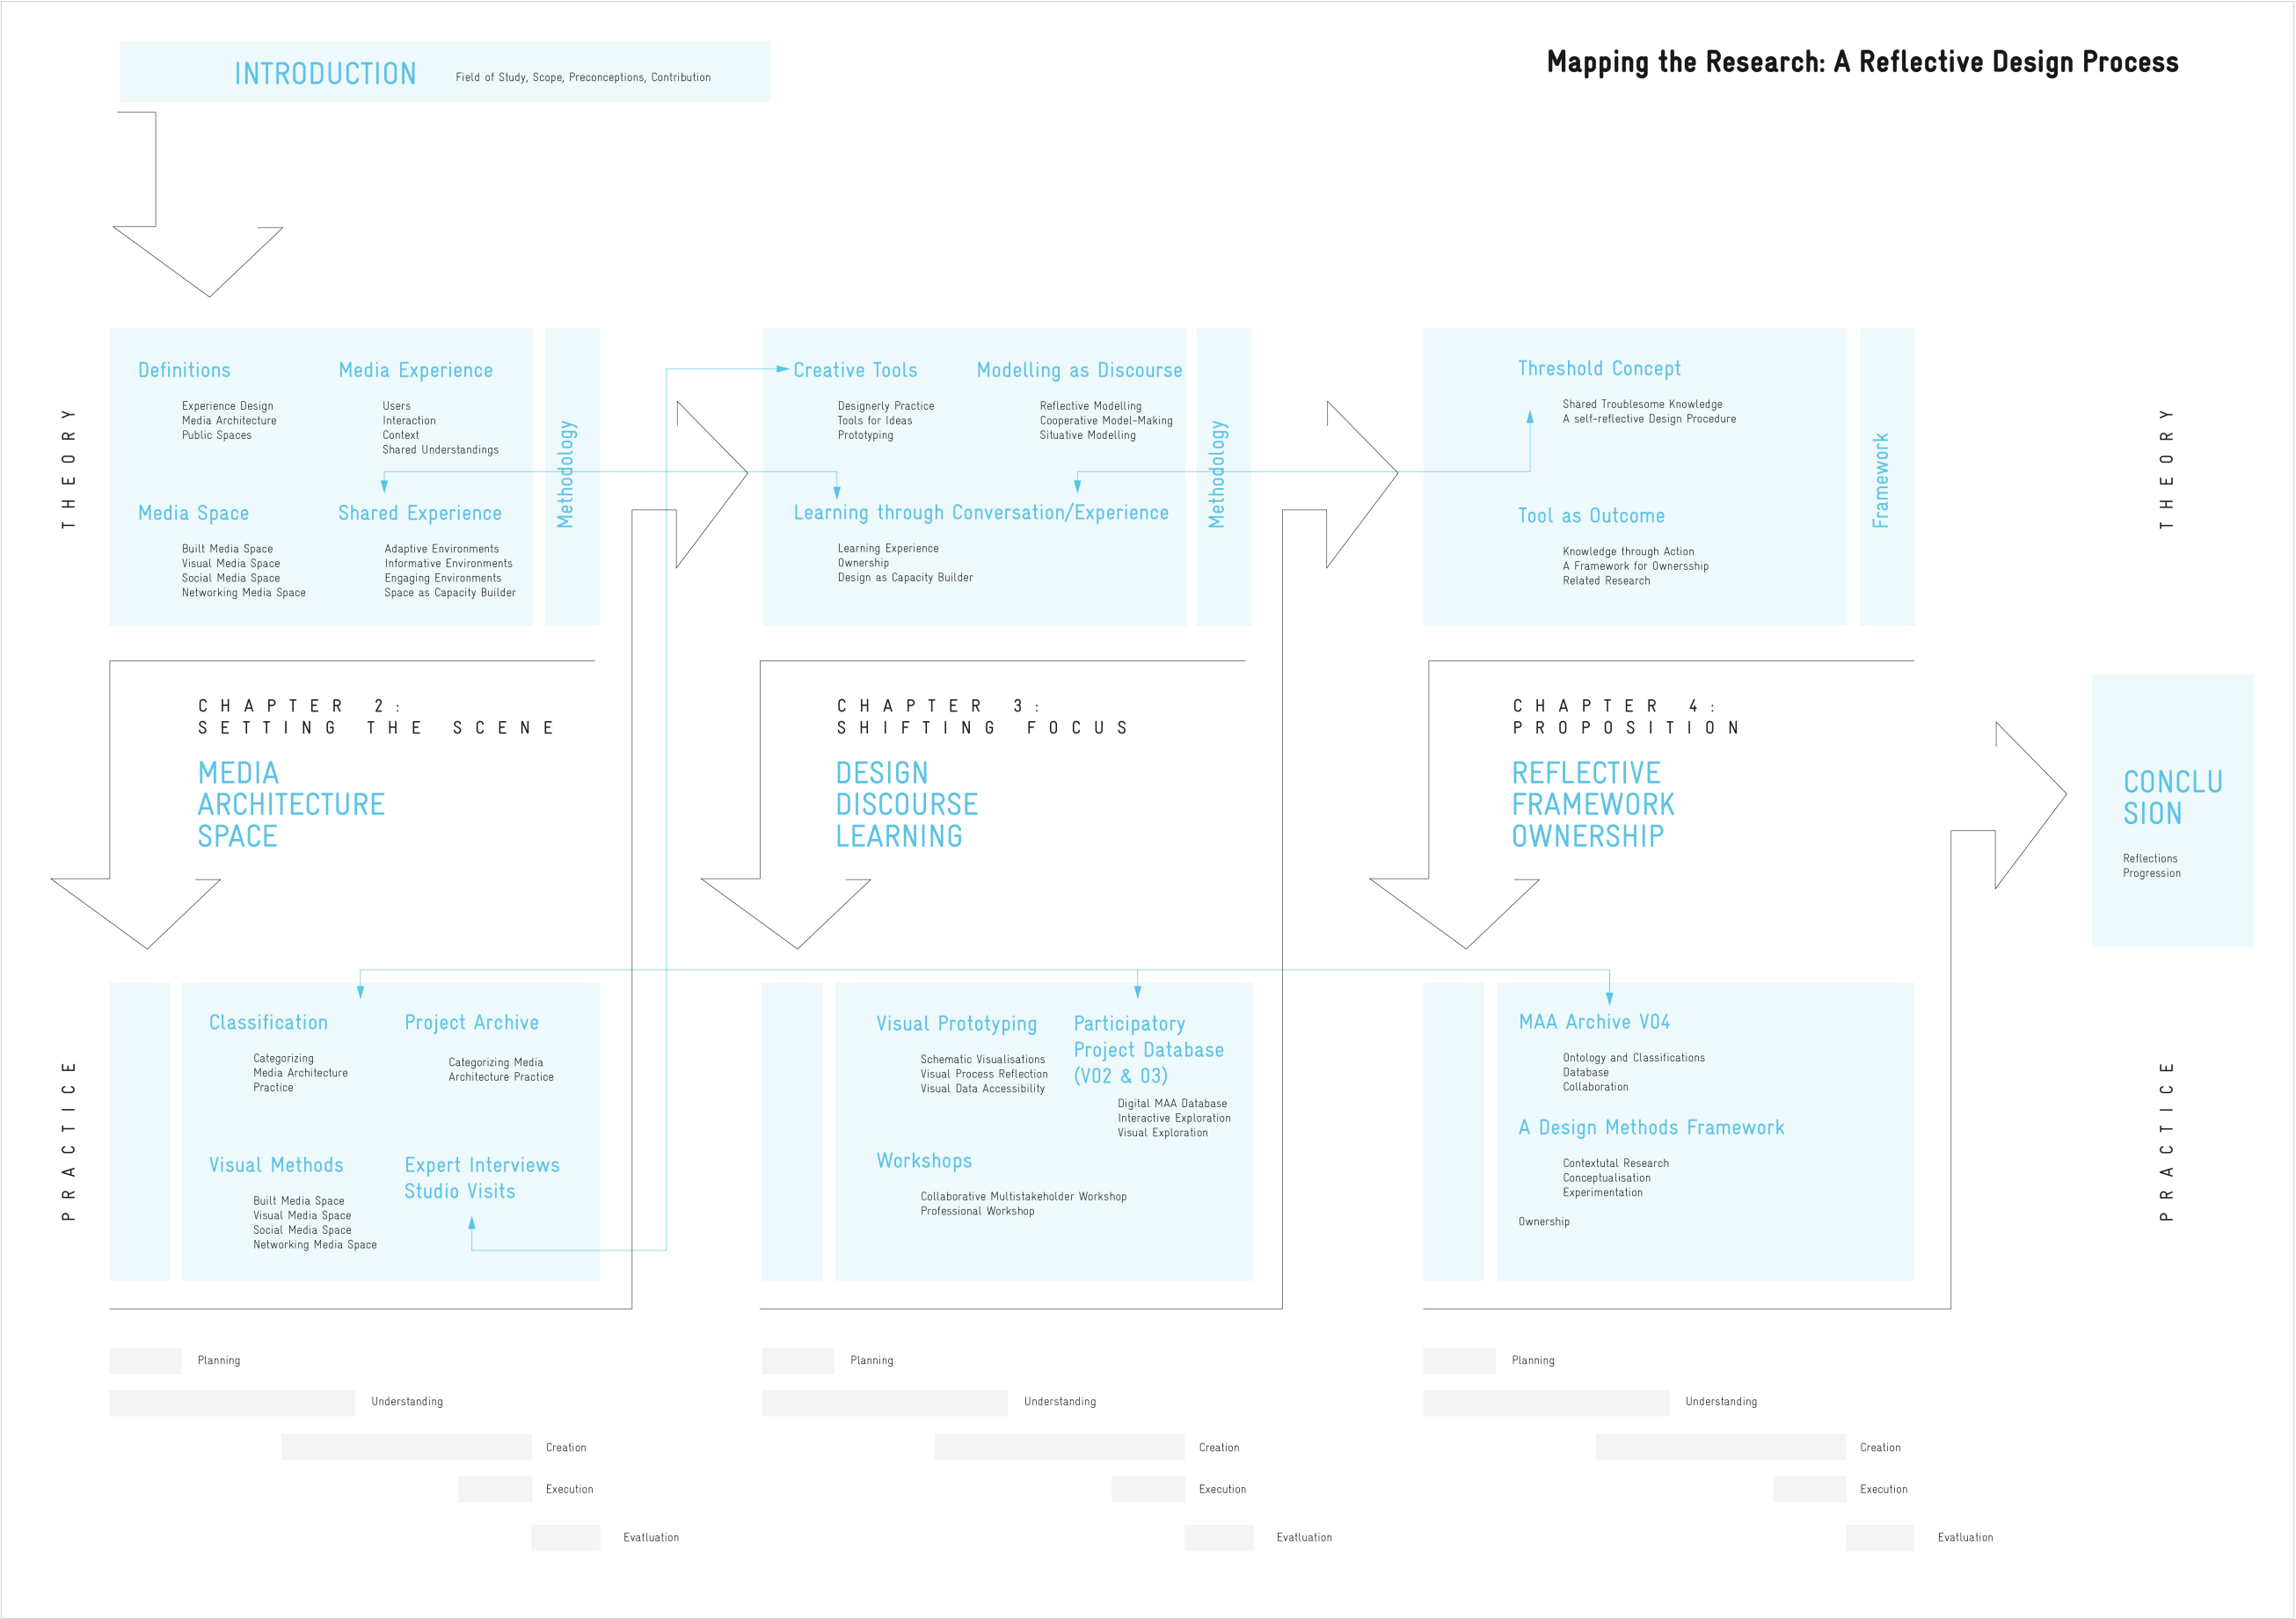 Mapping the Research: A Reflective Design Process
INTRODUCTION
Field of Study, Scope, Preconceptions, Contribution
THEORY
Definitions
Experience Design
Media Architecture
Public Spaces
Media Experience
Users
Interaction
Context
Shared Understandings
Media Space
Built Media Space
Visual Media Space
Social Media Space
Networking Media Space
Shared Experience
Adaptive Environments
Informative Environments
Engaging Environments
Space as Capacity Builder
Methodology
Creative Tools
Designerly Practice
Tools for Ideas
Prototyping
Modelling as Discourse
Reflective Modelling
Cooperative Model-Making
Situative Modelling
Learning through Conversation/Experience
Learning Experience
Ownership
Design as Capacity Builder
Methodology
Threshold Concept
Shared Troublesome Knowledge
A self-reflective Design Procedure
Tool as Outcome
Knowledge through Action
A Framework for Ownersship
Related Research
Framework
THEORY
CHAPTER 2:
SETTING THE SCENE
MEDIA
ARCHITECTURE
SPACE
CHAPTER 3:
SHIFTING FOCUS
DESIGN
DISCOURSE
LEARNING
CHAPTER 4:
PROPOSITION
REFLECTIVE
FRAMEWORK
OWNERSHIP
CONCLU
SION
Reflections
Progression
PRACTICE
Classification
Categorizing
Media Architecture
Practice
Project Archive
Categorizing Media
Architecture Practice
Visual Methods
Built Media Space
Visual Media Space
Social Media Space
Networking Media Space
Expert Interviews
Studio Visits
Visual Prototyping
Schematic Visualisations
Visual Process Reflection
Visual Data Accessibility
Participatory
Project Database
(V02 & 03)
Digital MAA Database
Interactive Exploration
Visual Exploration
Workshops
Collaborative Multistakeholder Workshop
Professional Workshop
MAA Archive V04
Ontology and Classifications
Database
Collaboration
A Design Methods Framework
Contextutal Research
Conceptualisation
Experimentation
Ownership
PRACTICE
Planning
Understanding
Creation
Execution
Evatluation
Planning
Understanding
Creation
Execution
Evatluation
Planning
Understanding
Creation
Execution
Evatluation